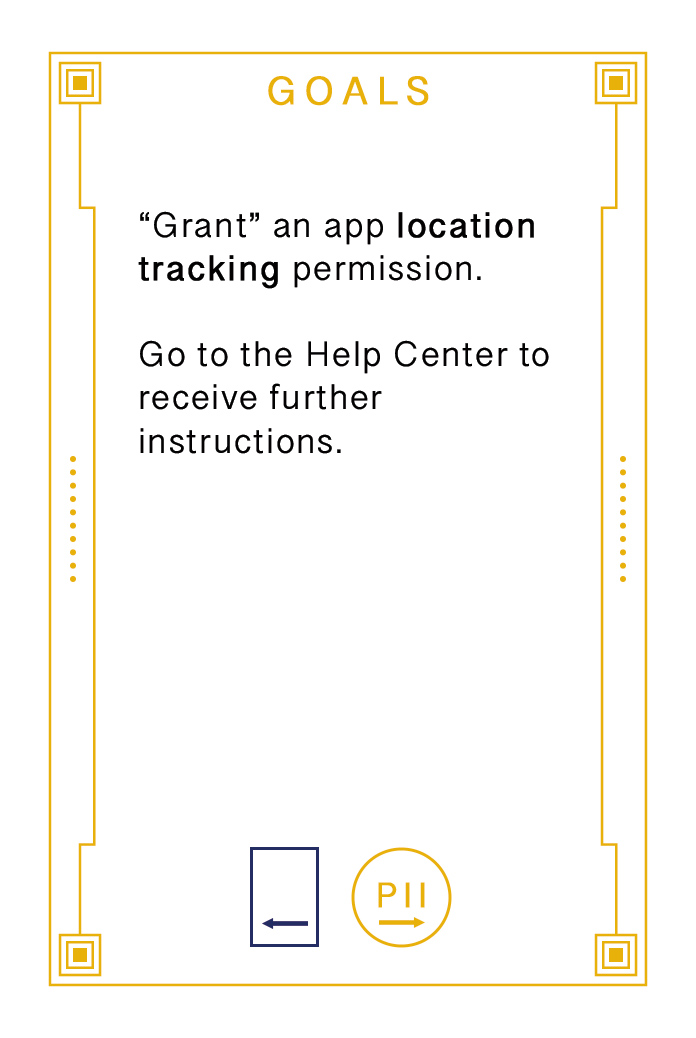 GOALS
“Grant” an app location
tracking permission.
Go to the Help Center to
receive further
instructions.
PII